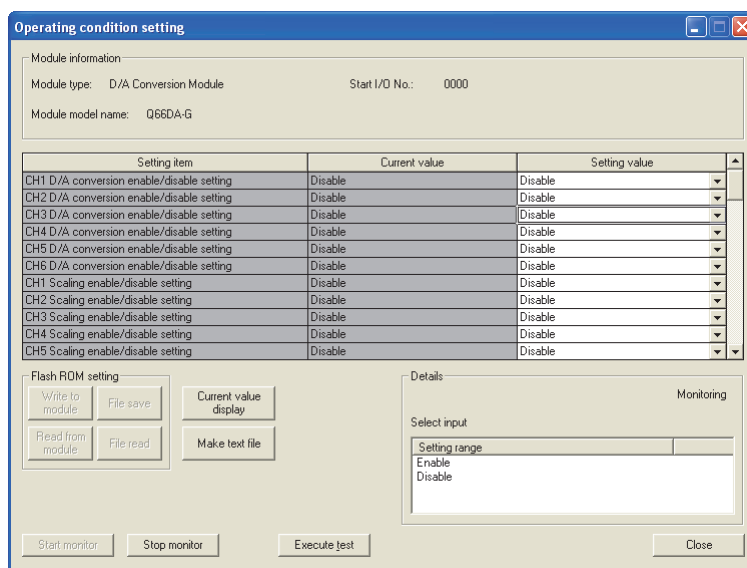 Operating condition setting
Module information
Module type: D/A Conversion Module Start I/O No.: 0000
Module model name: Q66DA-G
Setting item Current value Setting value
CH1 D/A conversion enable/disable setting Disable Disable
CH2 D/A conversion enable/disable setting Disable Disable
CH3 D/A conversion enable/disable setting Disable Disable
CH4 D/A conversion enable/disable setting Disable Disable
CH5 D/A conversion enable/disable setting Disable Disable
CH6 D/A conversion enable/disable setting Disable Disable
CH1 Scaling enable/disable setting Disable Disable
CH2 Scaling enable/disable setting Disable Disable
CH3 Scaling enable/disable setting Disable Disable
CH4 Scaling enable/disable setting Disable Disable
CH5 Scaling enable/disable setting Disable Disable
Flash ROM setting
Write to module
File save
Current value display
Read from module
File read
Make text file
Details
Monitoring
Select input
Setting range
Enable
Disable
Start monitor
Stop monitor
Execute test
Close